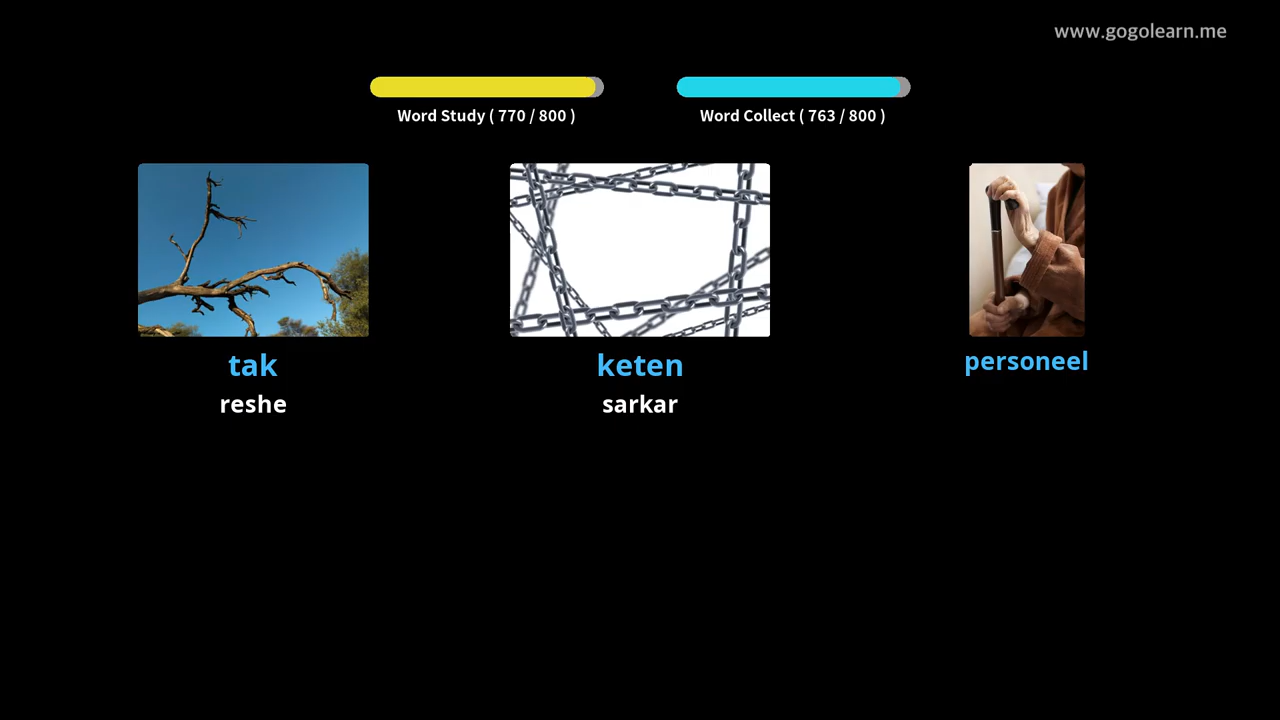 www.gogolearn.me
Word Study ( 770 / 800 )
Word Collect ( 763 / 800 )
tak
reshe
keten
sarkar
personeel